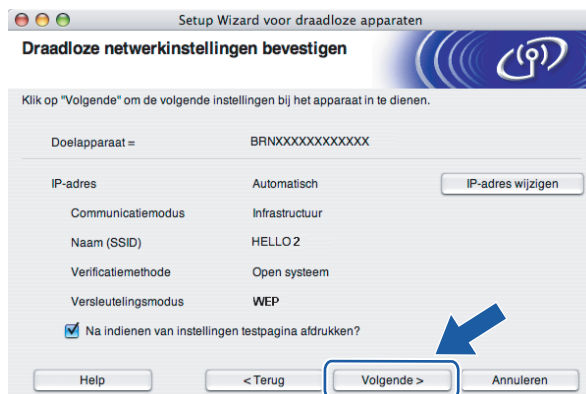 Setup Wizard voor draadloze apparaten
Draadloze netwerkinstellingen bevestigen
Klik op "Volgende" om de volgende instellingen bij het apparaat in te dienen.
Doelapparaat = BRNXXXXXXXXXXXX
IP-adres Automatisch IP-adres wijzigen
Communicatiemodus Infrastructuur
Naam (SSID) HELLO 2
Verificatiemethode Open systeem
Versleutelingsmodus WEP
Na indienen van instellingen testpagina afdrukken?
Help < Terug Volgende > Annuleren